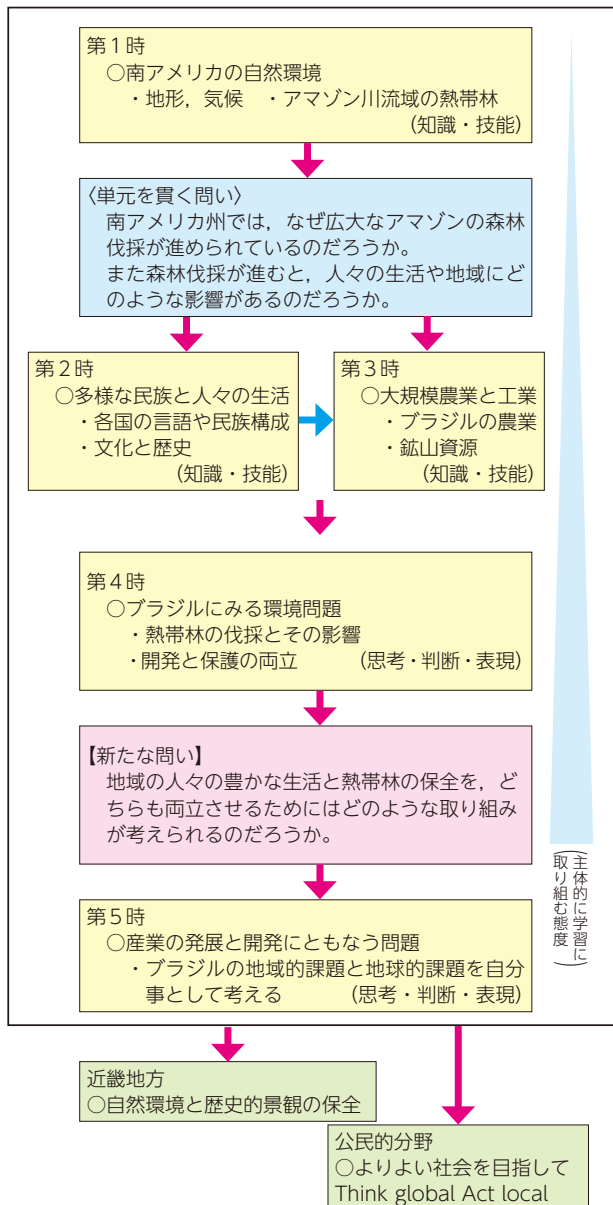 第1時
○南アメリカの自然環境
・地形，気候　・アマゾン川流域の熱帯林
（知識・技能）
〈単元を貫く問い〉
南アメリカ州では，なぜ広大なアマゾンの森林
伐採が進められているのだろうか。
また森林伐採が進むと，人々の生活や地域にど
のような影響があるのだろうか。
第2時
○多様な民族と人々の生活
・各国の言語や民族構成
・文化と歴史
（知識・技能）
第3時
○大規模農業と工業
・ブラジルの農業
・鉱山資源
（知識・技能）
第4時
○ブラジルにみる環境問題
・熱帯林の伐採とその影響
・開発と保護の両立　（思考・判断・表現）
【新たな問い】
地域の人々の豊かな生活と熱帯林の保全を，ど
ちらも両立させるためにはどのような取り組み
が考えられるのだろうか。
（主体的に学習に
取り組む態度）
第5時
○産業の発展と開発にともなう問題
・ブラジルの地域的課題と地球的課題を自分
事として考える　（思考・判断・表現）
近畿地方
○自然環境と歴史的景観の保全
公民的分野
○よりよい社会を目指して
Think global Act local